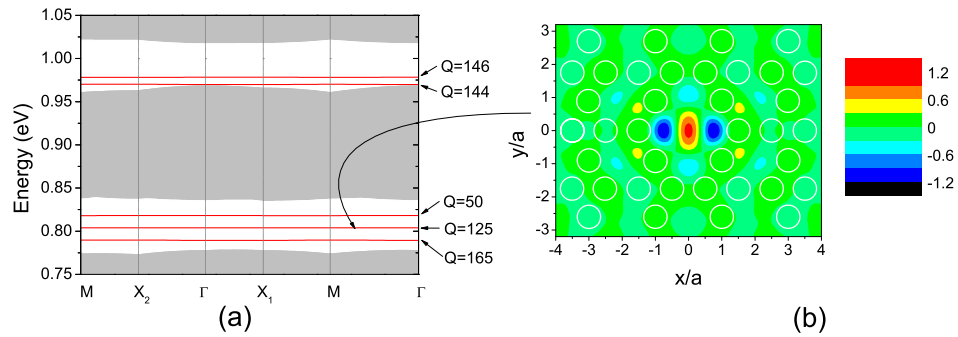 1.05
1.00
0.95
0.90
0.85
0.80
0.75
Energy (eV)
M X2 Γ X1 M Γ
Q=146
Q=144
Q=50
Q=125
Q=165
(a)
3
2
1
0
-1
-2
-3
y/a
-4 -3 -2 -1 0 1 2 3 4
x/a
1.2
0.6
0
-0.6
-1.2
(b)